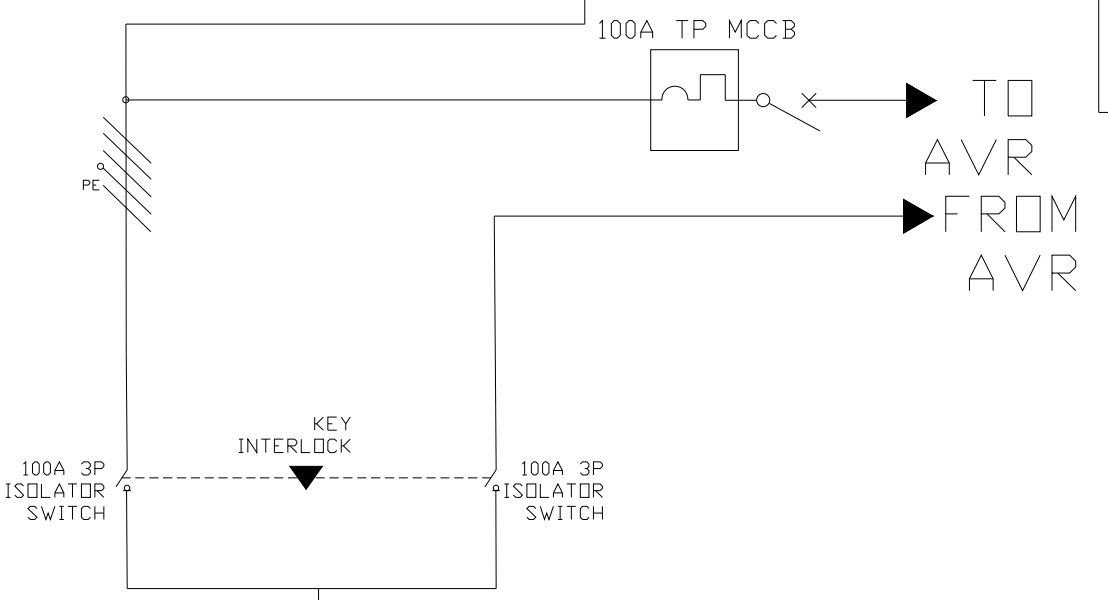 100A TP MCCB
TO
AVR
PE
FROM
AVR
KEY
INTERLOCK
100A 3P
ISOLATOR
SWITCH
100A 3P
ISOLATOR
SWITCH